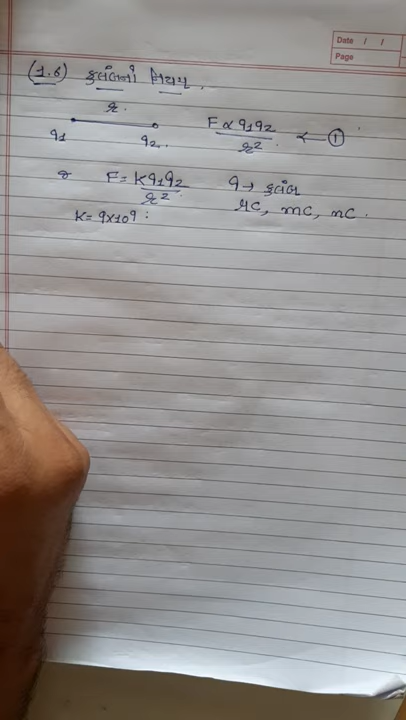 Date / /
Page
(1.6) કુલંબનો નિયમ.
r.
q1 q2.
F ∝ q1q2 / r² ← ①
F = Kq1q2 / r²
q → કુલંબ
K = 9×10⁹ :
μC, mC, nC.